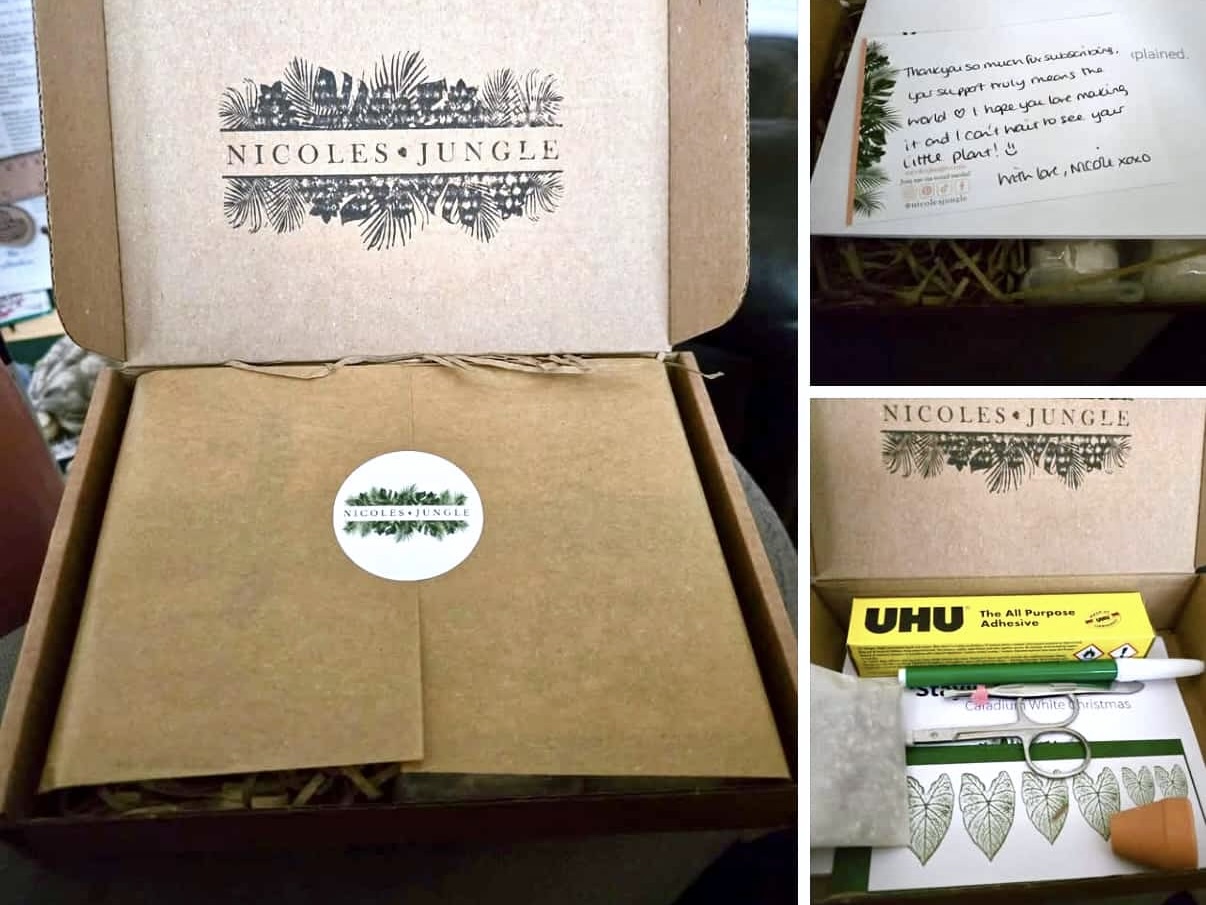 NICOLES • JUNGLE
NICOLES • JUNGLE
Thankyou so much for subscribing,
your support truly means the
world ♡ I hope you love making
it and I can't wait to see your
little plant! :)
With love, Nicole xoxo
plained.
@nicolesjungle
NICOLES • JUNGLE
UHU® The All Purpose
Adhesive
Caladium White Christmas